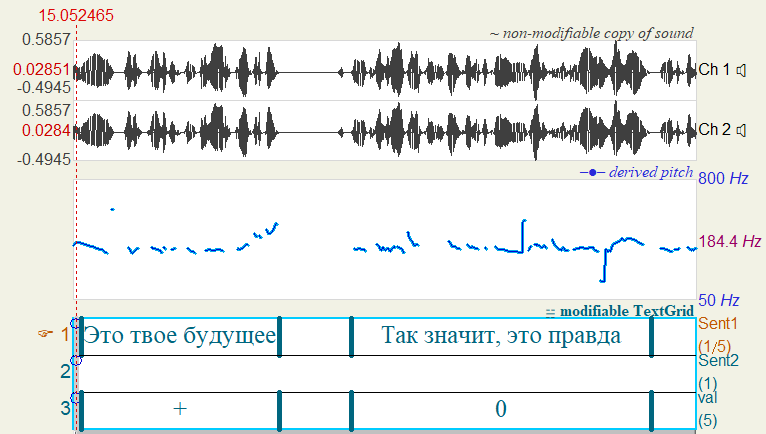 15.052465
0.5857
~ non-modifiable copy of sound
0.02851
Ch 1
-0.4945
0.5857
0.0284
Ch 2
-0.4945
derived pitch
800 Hz
184.4 Hz
50 Hz
modifiable TextGrid
1
Это твое будущее
Так значит, это правда
Sent1
(1/5)
2
Sent2
(1)
3
+
0
val
(5)